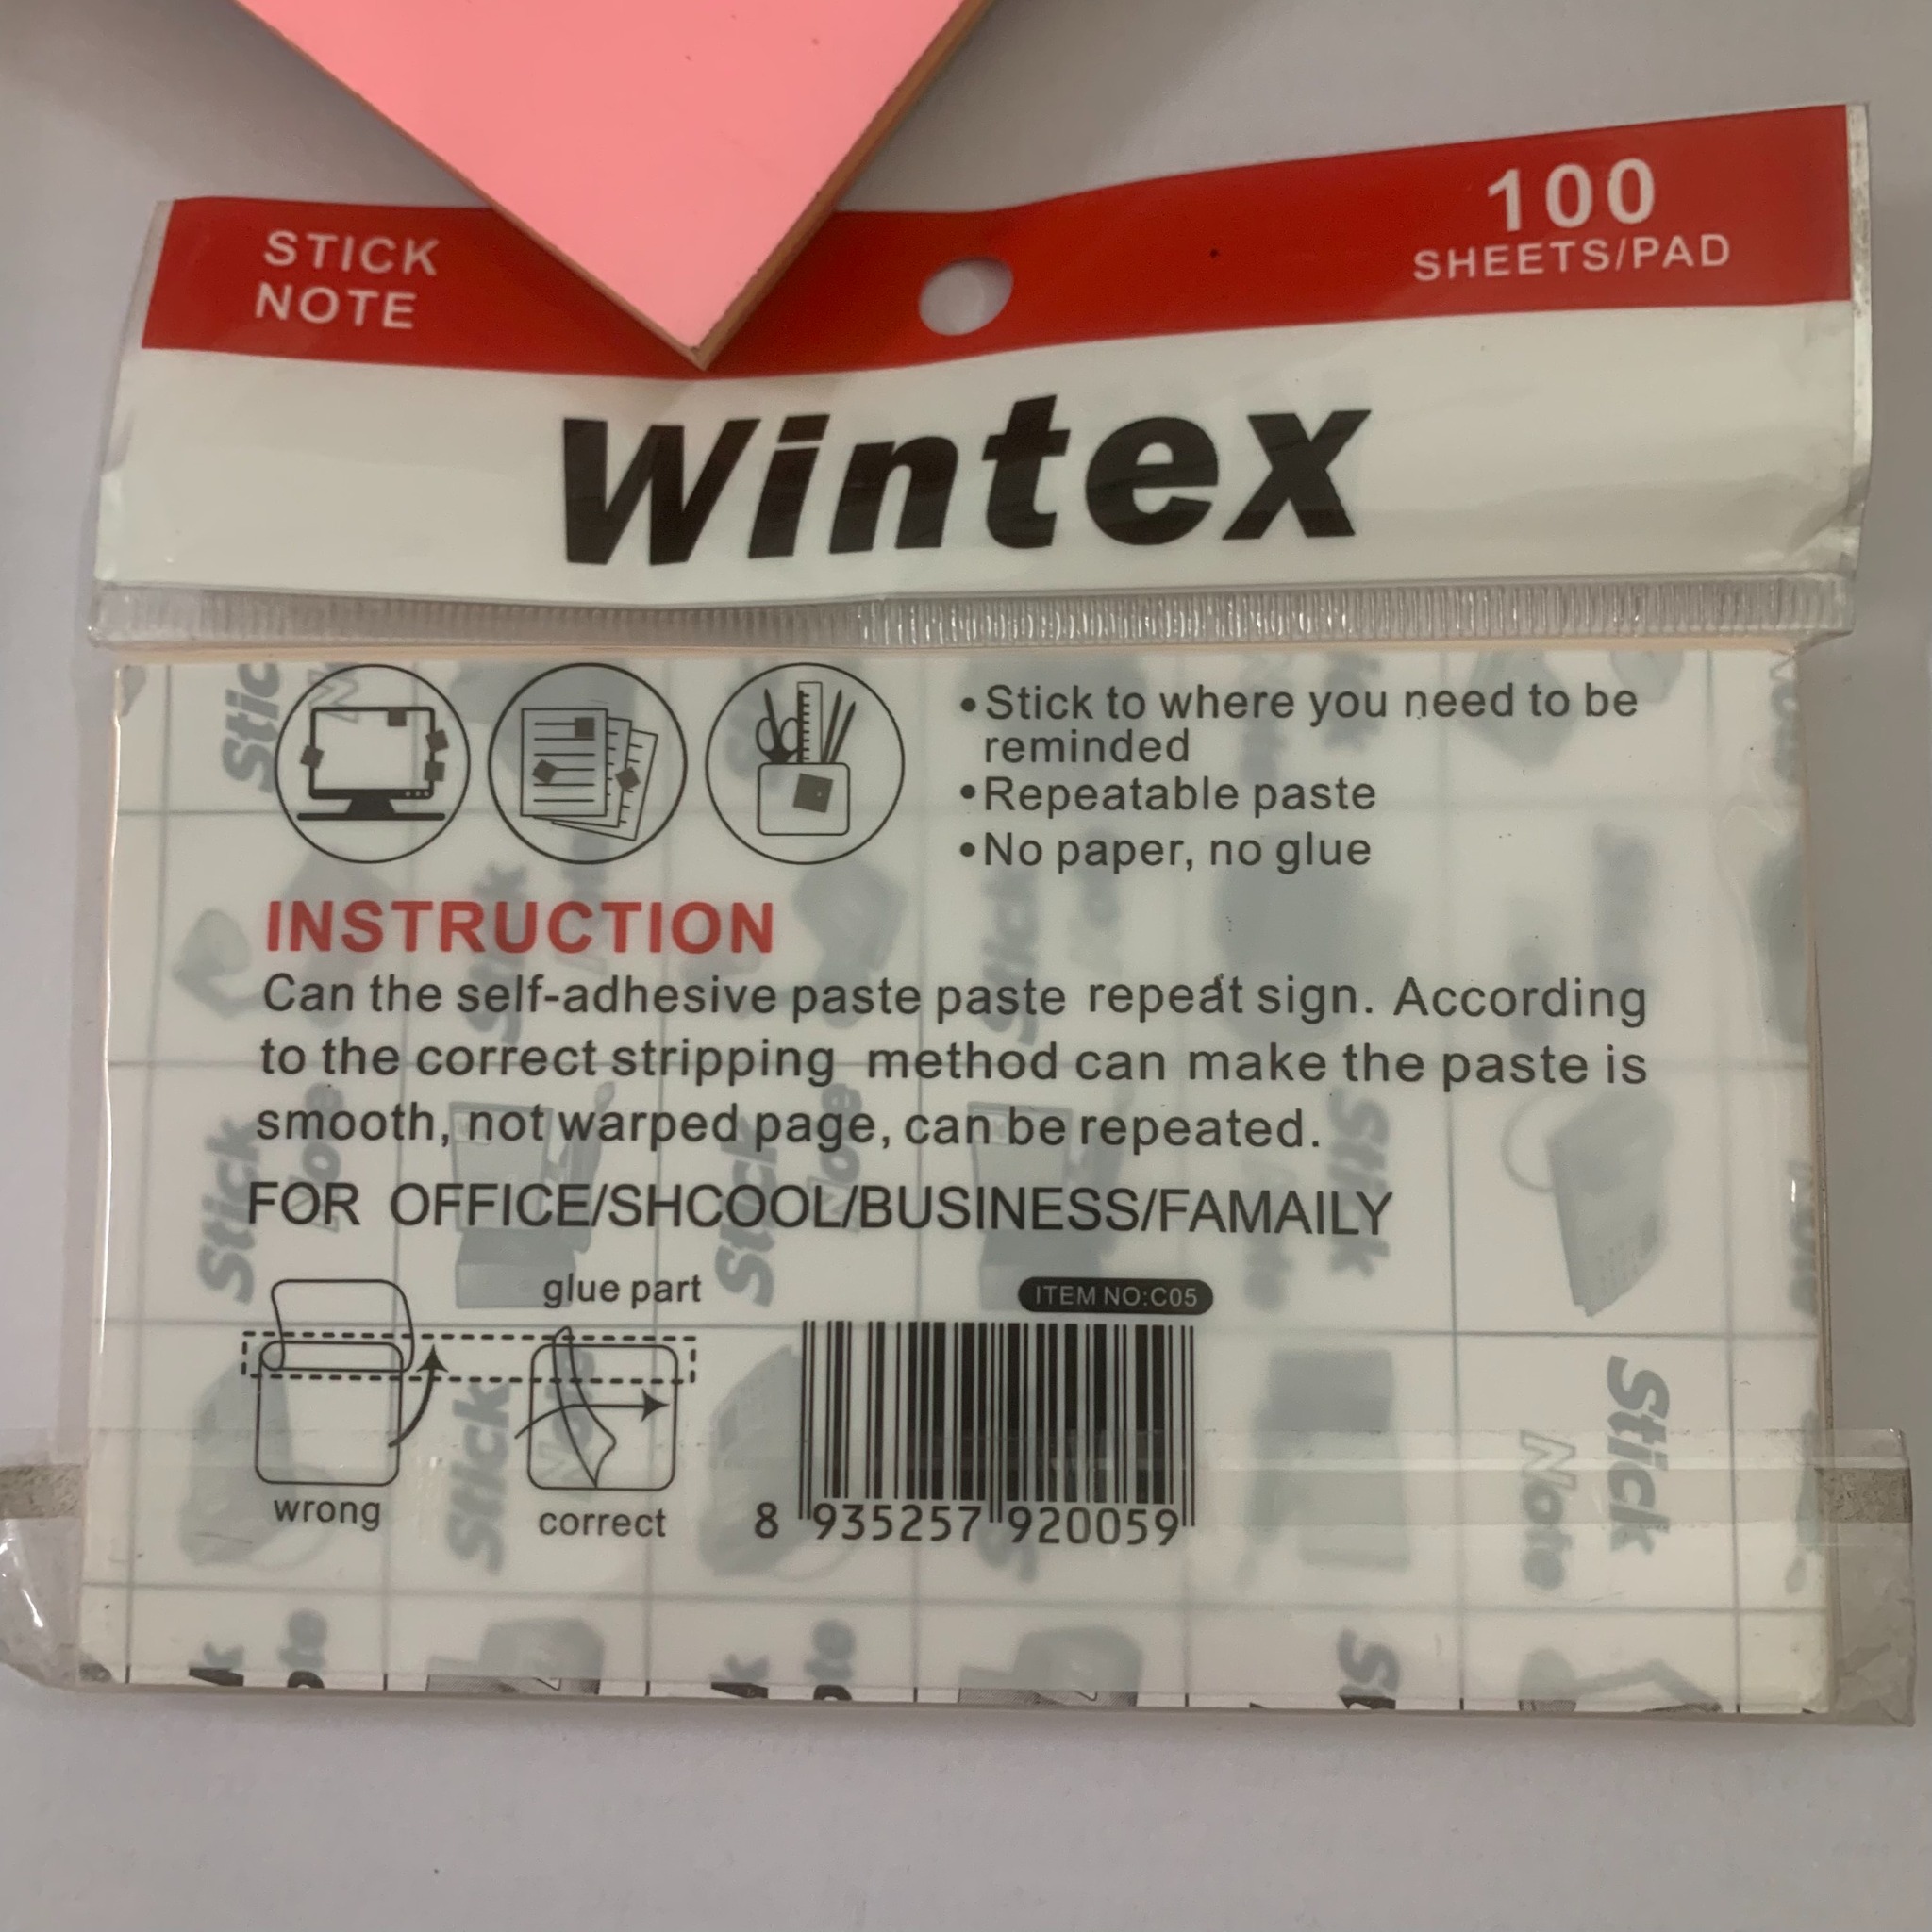 STICK
NOTE
100
SHEETS/PAD
Wintex
•Stick to where you need to be
reminded
•Repeatable paste
•No paper, no glue
INSTRUCTION
Can the self-adhesive paste paste repeat sign. According
to the correct stripping method can make the paste is
smooth, not warped page, can be repeated.
FOR OFFICE/SHCOOL/BUSINESS/FAMAILY
glue part
wrong
correct
ITEM NO:C05
8 935257 920059
Stick
Note